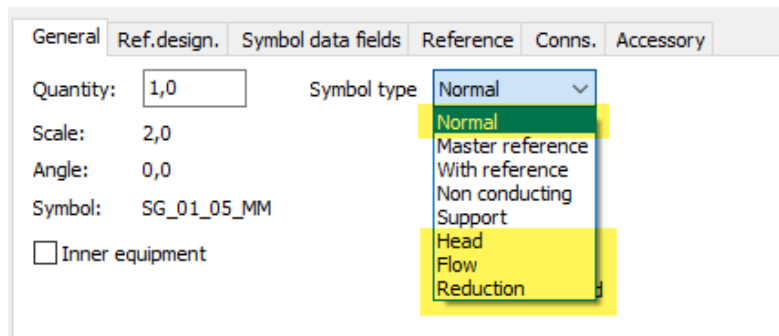 General Ref.design. Symbol data fields Reference Conns. Accessory
Quantity: 1,0 Symbol type Normal
Normal
Scale: 2,0
Master reference
With reference
Angle: 0,0
Non conducting
Symbol: SG_01_05_MM
Support
Head
Inner equipment
Flow
Reduction